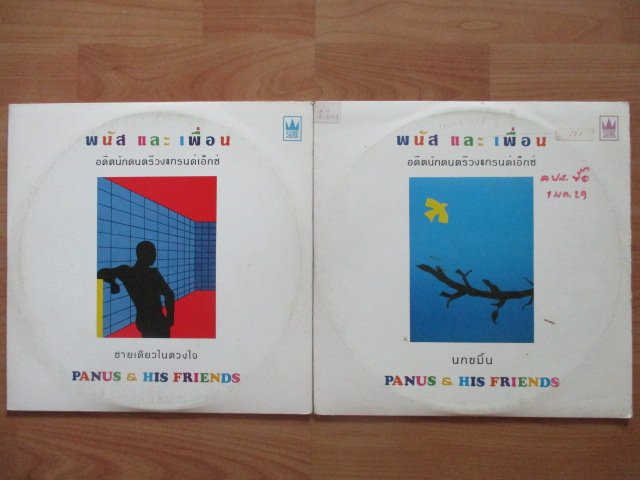 พนัส และ เพื่อน
อดีตนักดนตรีวงแกรนด์เอ็กซ์
ชายเดียวในดวงใจ
PANUS & HIS FRIENDS
พนัส และ เพื่อน
อดีตนักดนตรีวงแกรนด์เอ็กซ์
1 มค. 29
นกขมิ้น
PANUS & HIS FRIENDS